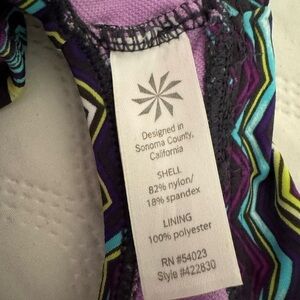 Designed in
Sonoma County,
California
SHELL
82% nylon/
18% spandex
LINING
100% polyester
RN #54023
Style #422830